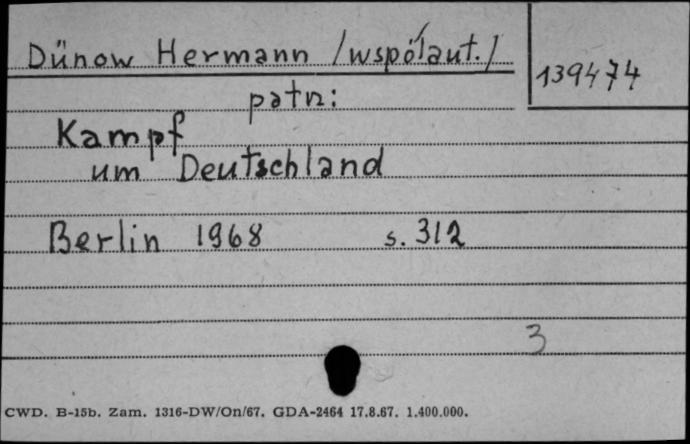 Dünow Hermann /współaut./
139474
patrz:
Kampf
um Deutschland
Berlin 1968 s. 312
3
CWD. B-15b. Zam. 1316-DW/On/67. GDA-2464 17.8.67. 1.400.000.